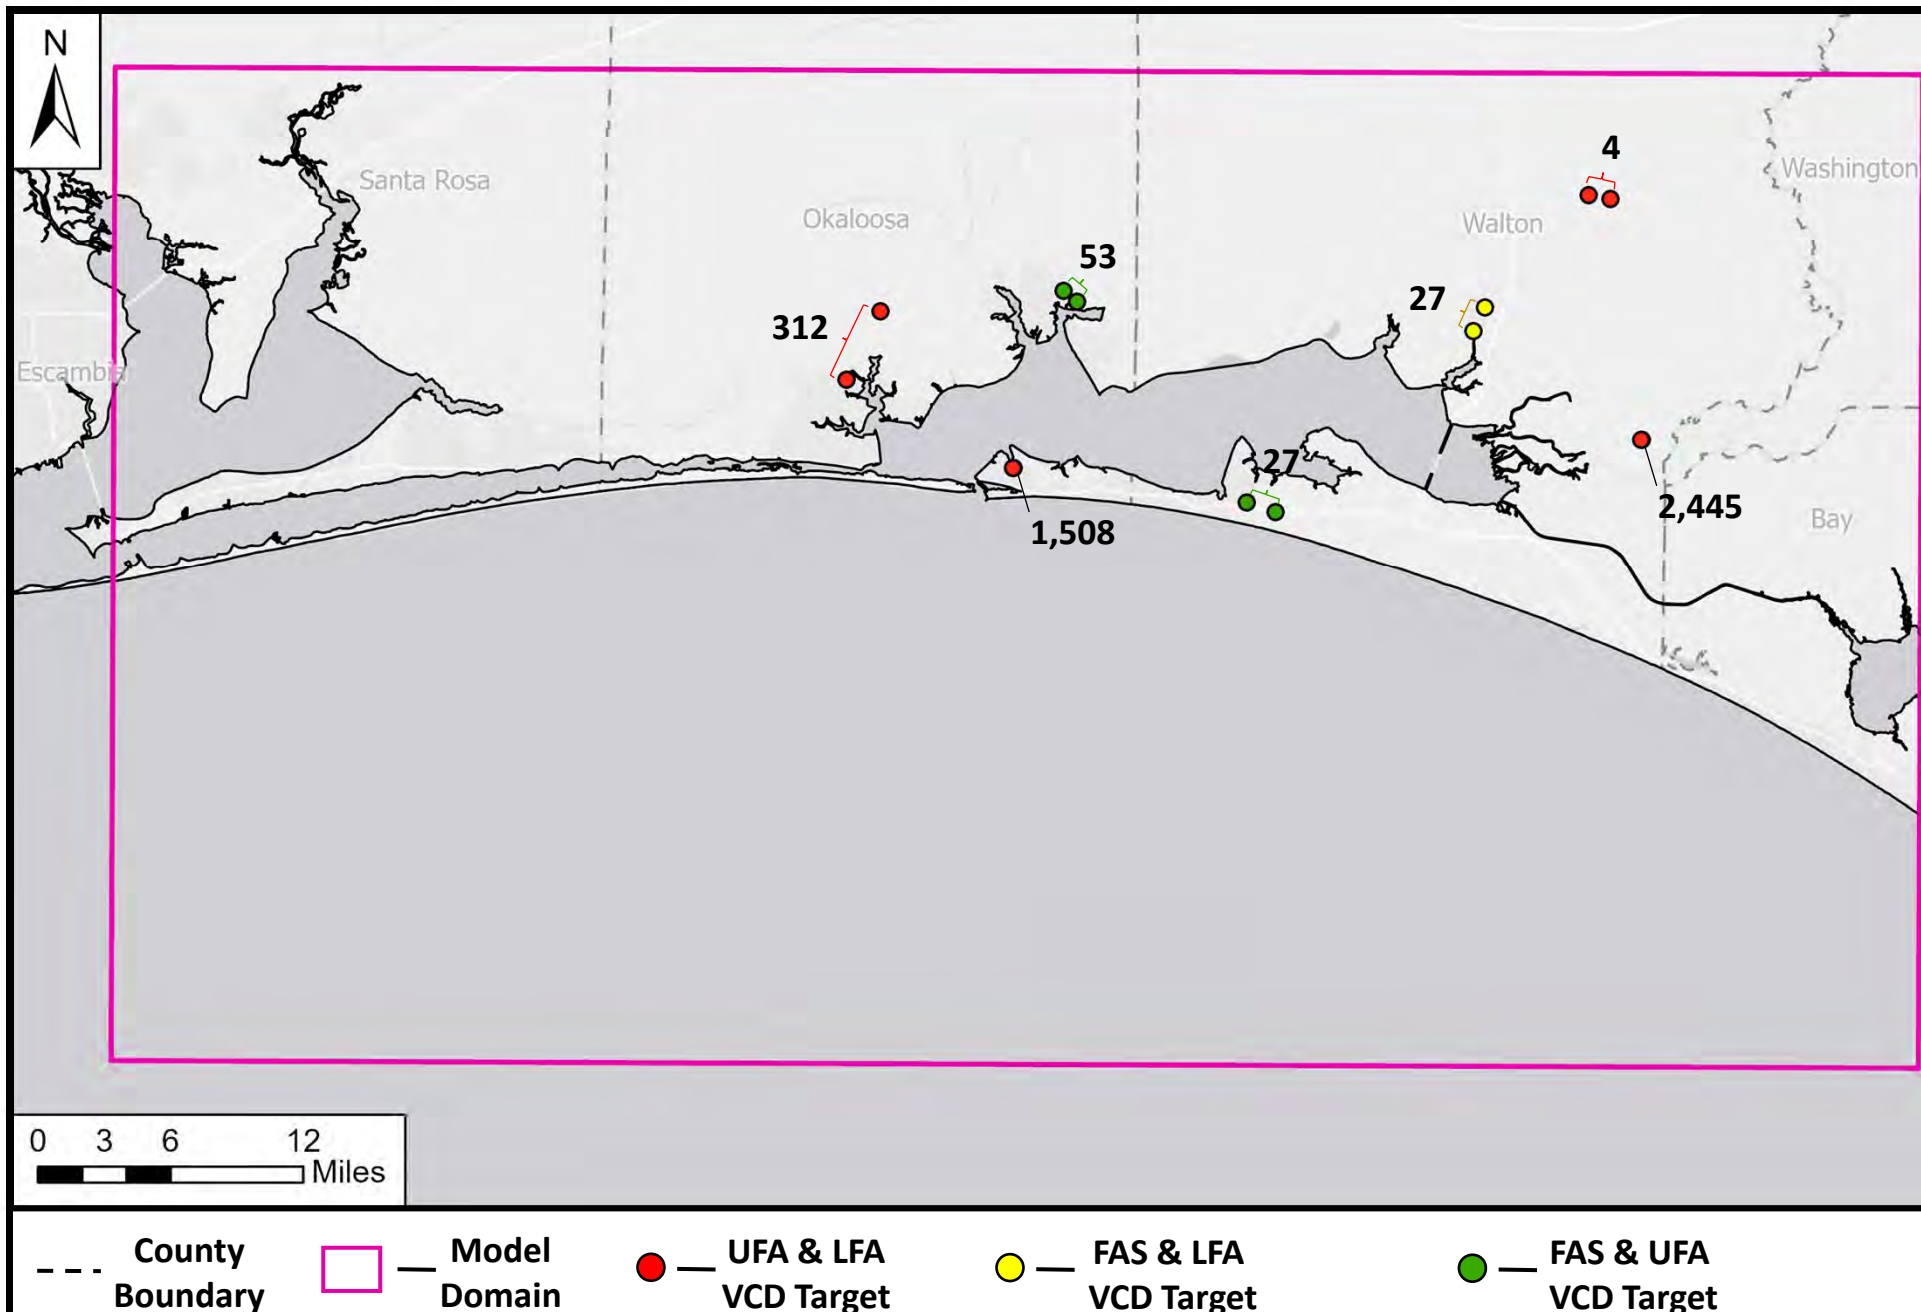 N
4
Washington
Santa Rosa
Okaloosa
Walton
53
27
312
Escambia
27
2,445
1,508
Bay
0 3 6 12
Miles
County
Boundary
Model
Domain
UFA & LFA
VCD Target
FAS & LFA
VCD Target
FAS & UFA
VCD Target